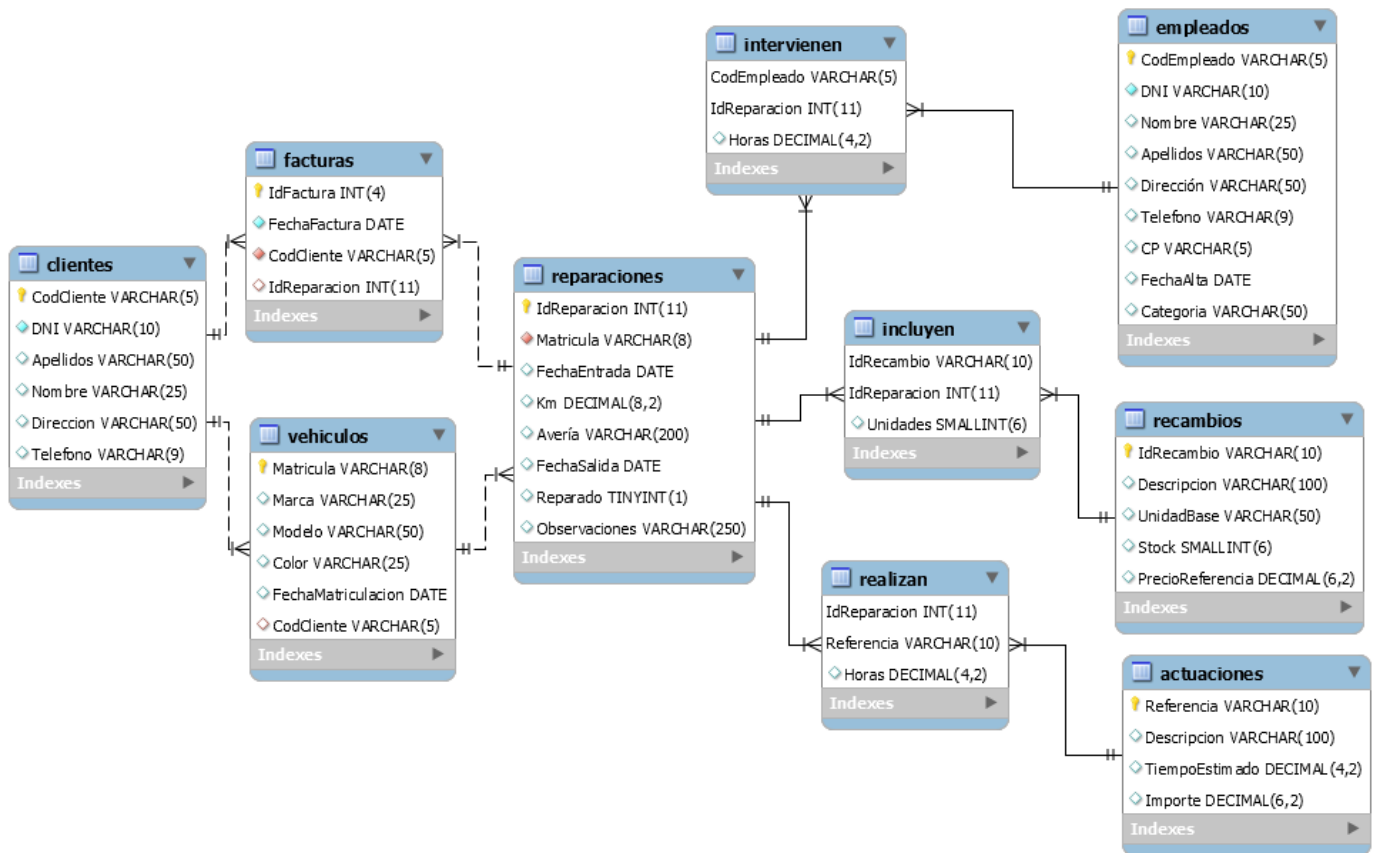 clientes
CodCliente VARCHAR(5)
DNI VARCHAR(10)
Apellidos VARCHAR(50)
Nombre VARCHAR(25)
Direccion VARCHAR(50)
Telefono VARCHAR(9)
Indexes
facturas
IdFactura INT(4)
FechaFactura DATE
CodCliente VARCHAR(5)
IdReparacion INT(11)
Indexes
vehiculos
Matricula VARCHAR(8)
Marca VARCHAR(25)
Modelo VARCHAR(50)
Color VARCHAR(25)
FechaMatriculacion DATE
CodCliente VARCHAR(5)
Indexes
reparaciones
IdReparacion INT(11)
Matricula VARCHAR(8)
FechaEntrada DATE
Km DECIMAL(8,2)
Avería VARCHAR(200)
FechaSalida DATE
Reparado TINYINT(1)
Observaciones VARCHAR(250)
Indexes
intervienen
CodEmpleado VARCHAR(5)
IdReparacion INT(11)
Horas DECIMAL(4,2)
Indexes
incluyen
IdRecambio VARCHAR(10)
IdReparacion INT(11)
Unidades SMALLINT(6)
Indexes
realizan
IdReparacion INT(11)
Referencia VARCHAR(10)
Horas DECIMAL(4,2)
Indexes
empleados
CodEmpleado VARCHAR(5)
DNI VARCHAR(10)
Nombre VARCHAR(25)
Apellidos VARCHAR(50)
Dirección VARCHAR(50)
Telefono VARCHAR(9)
CP VARCHAR(5)
FechaAlta DATE
Categoria VARCHAR(50)
Indexes
recambios
IdRecambio VARCHAR(10)
Descripcion VARCHAR(100)
UnidadBase VARCHAR(50)
Stock SMALLINT(6)
PrecioReferencia DECIMAL(6,2)
Indexes
actuaciones
Referencia VARCHAR(10)
Descripcion VARCHAR(100)
TiempoEstimado DECIMAL(4,2)
Importe DECIMAL(6,2)
Indexes